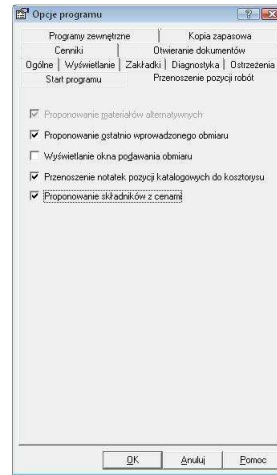 Opcje programu
Programy zewnętrzne Kopia zapasowa
Cenniki Otwieranie dokumentów
Ogólne Wyświetlanie Zakładki Diagnostyka Ostrzeżenia
Start programu Przenoszenie pozycji robót
Proponowanie materiałów alternatywnych
Proponowanie ostatnio wprowadzonego obmiaru
Wyświetlanie okna podawania obmiaru
Przenoszenie notatek pozycji katalogowych do kosztorysu
Proponowanie składników z cenami
OK Anuluj Pomoc